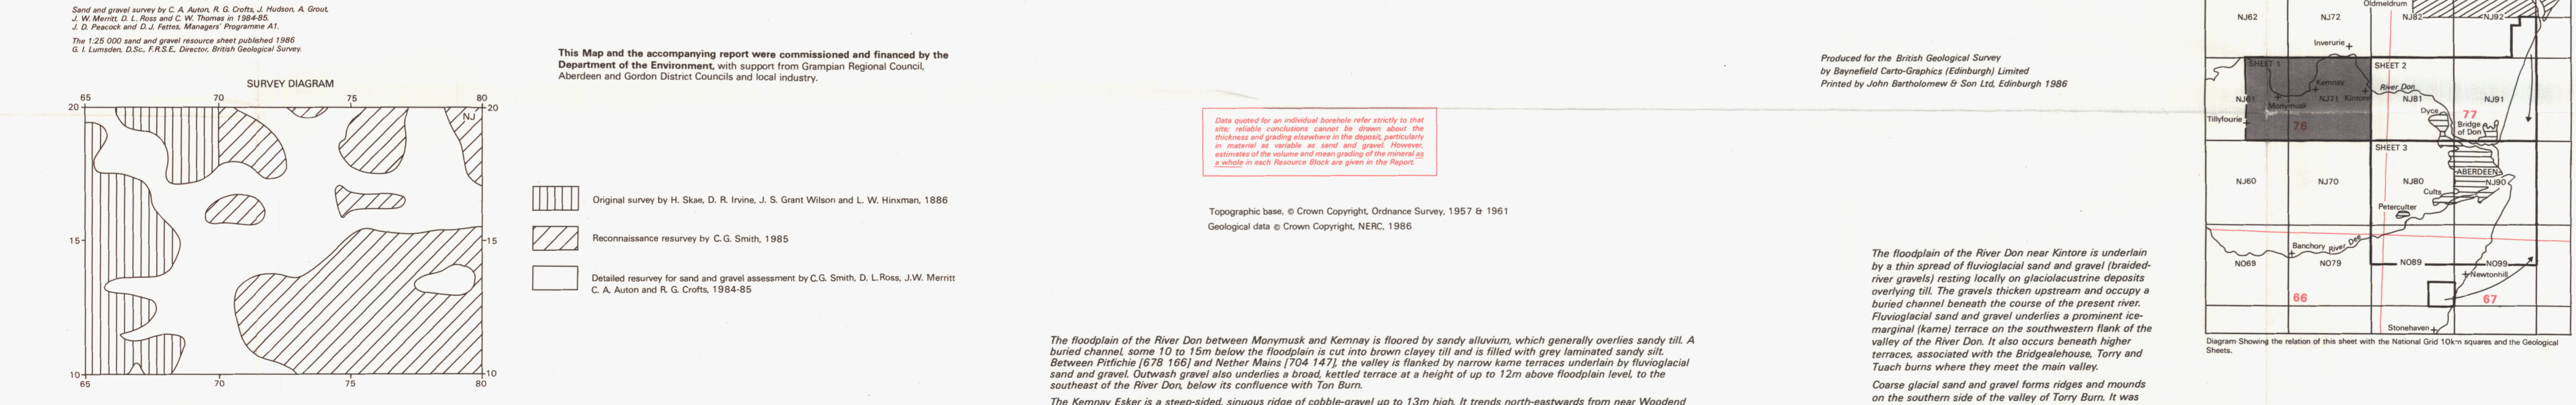 Sand and gravel survey by C. A. Auton, R. G. Crofts, J. Hudson, A. Grout,
J. W. Merritt, D. L. Ross and C. W. Thomas in 1984-85.
J. D. Peacock and D. J. Fettes, Managers' Programme A1.
The 1:25 000 sand and gravel resource sheet published 1986
G. I. Lumsden, D.Sc., F.R.S.E., Director, British Geological Survey.
SURVEY DIAGRAM
65 70 75 80
20 20
NJ
15 15
10 10
65 70 75 80
This Map and the accompanying report were commissioned and financed by the
Department of the Environment, with support from Grampian Regional Council,
Aberdeen and Gordon District Councils and local industry.
Original survey by H. Skae, D. R. Irvine, J. S. Grant Wilson and L. W. Hinxman, 1886
Reconnaissance resurvey by C. G. Smith, 1985
Detailed resurvey for sand and gravel assessment by C.G. Smith, D. L.Ross, J.W. Merritt
C. A. Auton and R. G. Crofts, 1984-85
Data quoted for an individual borehole refer strictly to that
site; reliable conclusions cannot be drawn about the
thickness and grading elsewhere in the deposit, particularly
in material as variable as sand and gravel. However,
estimates of the volume and mean grading of the mineral as
a whole in each Resource Block are given in the Report.
Topographic base, © Crown Copyright, Ordnance Survey, 1957 & 1961
Geological data © Crown Copyright, NERC, 1986
The floodplain of the River Don between Monymusk and Kemnay is floored by sandy alluvium, which generally overlies sandy till. A
buried channel, some 10 to 15m below the floodplain is cut into brown clayey till and is filled with grey laminated sandy silt.
Between Pitfichie [678 166] and Nether Mains [704 147], the valley is flanked by narrow kame terraces underlain by fluvioglacial
sand and gravel. Outwash gravel also underlies a broad, kettled terrace at a height of up to 12m above floodplain level, to the
southeast of the River Don, below its confluence with Ton Burn.
The Kemnay Esker is a steep-sided, sinuous ridge of cobble-gravel up to 13m high. It trends north-eastwards from near Woodend
Produced for the British Geological Survey
by Baynefield Carto-Graphics (Edinburgh) Limited
Printed by John Bartholomew & Son Ltd, Edinburgh 1986
The floodplain of the River Don near Kintore is underlain
by a thin spread of fluvioglacial sand and gravel (braided-
river gravels) resting locally on glaciolacustrine deposits
overlying till. The gravels thicken upstream and occupy a
buried channel beneath the course of the present river.
Fluvioglacial sand and gravel underlies a prominent ice-
marginal (kame) terrace on the southwestern flank of the
valley of the River Don. It also occurs beneath higher
terraces, associated with the Bridgealehouse, Torry and
Tuach burns where they meet the main valley.
Coarse glacial sand and gravel forms ridges and mounds
on the southern side of the valley of Torry Burn. It was
Oldmeldrum
NJ62 NJ72 NJ82 NJ92
Inverurie
SHEET 1 SHEET 2
Kemnay
River Don
NJ61 Monymusk NJ71 Kintore NJ81 NJ91
Dyce 77
Tillyfourie 76 Bridge
of Don
SHEET 3
ABERDEEN
NJ60 NJ70 NJ80 NJ90
Cults
Peterculter
Banchory River Dee
NO69 NO79 NO89 NO99
Newtonhill
66 67
Stonehaven
Diagram Showing the relation of this sheet with the National Grid 10km squares and the Geological
Sheets.